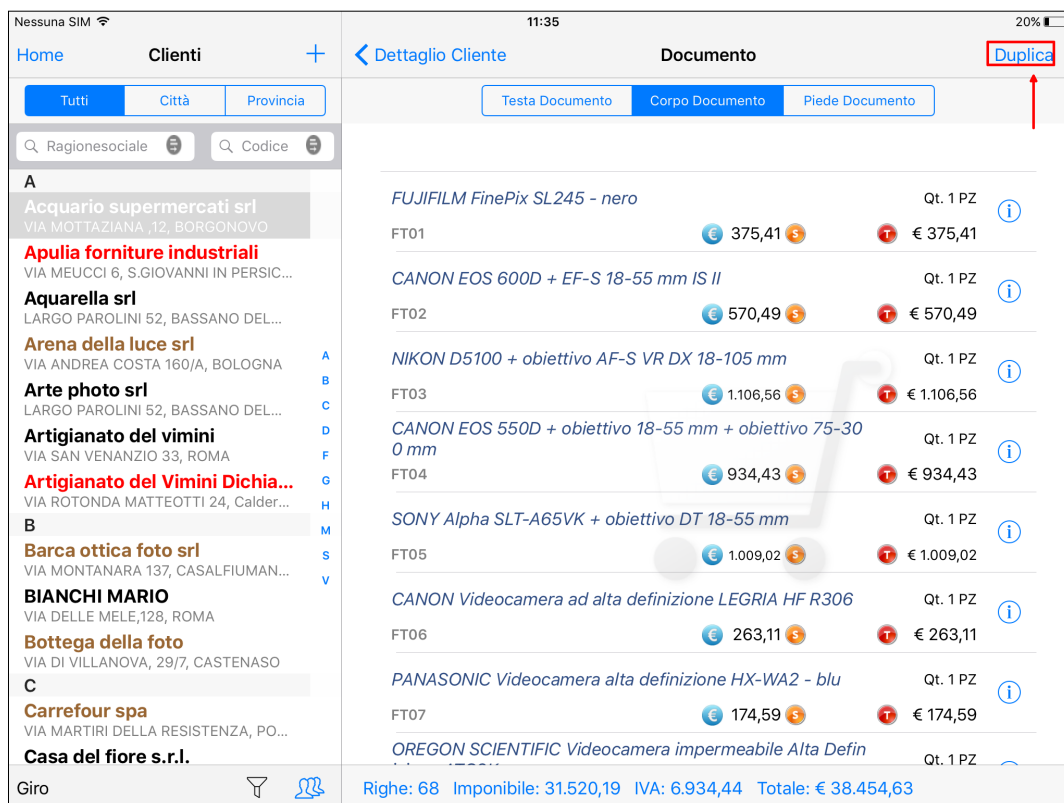 Nessuna SIM 11:35 20%
Home Clienti + Dettaglio Cliente Documento Duplica
Tutti Città Provincia
Testa Documento Corpo Documento Piede Documento
Ragionesociale Codice
A
Acquario supermercati srl
VIA MOTTAZIANA ,12, BORGONOVO
Apulia forniture industriali
VIA MEUCCI 6, S.GIOVANNI IN PERSIC...
Aquarella srl
LARGO PAROLINI 52, BASSANO DEL...
Arena della luce srl
VIA ANDREA COSTA 160/A, BOLOGNA
Arte photo srl
LARGO PAROLINI 52, BASSANO DEL...
Artigianato del vimini
VIA SAN VENANZIO 33, ROMA
Artigianato del Vimini Dichia...
VIA ROTONDA MATTEOTTI 24, Calder...
B
Barca ottica foto srl
VIA MONTANARA 137, CASALFIUMAN...
BIANCHI MARIO
VIA DELLE MELE,128, ROMA
Bottega della foto
VIA DI VILLANOVA, 29/7, CASTENASO
C
Carrefour spa
VIA MARTIRI DELLA RESISTENZA, PO...
Casa del fiore s.r.l.
Giro
A
B
C
D
F
G
H
M
S
V
FUJIFILM FinePix SL245 - nero Qt. 1 PZ
FT01 € 375,41 S T € 375,41
CANON EOS 600D + EF-S 18-55 mm IS II Qt. 1 PZ
FT02 € 570,49 S T € 570,49
NIKON D5100 + obiettivo AF-S VR DX 18-105 mm Qt. 1 PZ
FT03 € 1.106,56 S T € 1.106,56
CANON EOS 550D + obiettivo 18-55 mm + obiettivo 75-30 Qt. 1 PZ
0 mm
FT04 € 934,43 S T € 934,43
SONY Alpha SLT-A65VK + obiettivo DT 18-55 mm Qt. 1 PZ
FT05 € 1.009,02 S T € 1.009,02
CANON Videocamera ad alta definizione LEGRIA HF R306 Qt. 1 PZ
FT06 € 263,11 S T € 263,11
PANASONIC Videocamera alta definizione HX-WA2 - blu Qt. 1 PZ
FT07 € 174,59 S T € 174,59
OREGON SCIENTIFIC Videocamera impermeabile Alta Defin Qt. 1 PZ
Righe: 68 Imponibile: 31.520,19 IVA: 6.934,44 Totale: € 38.454,63